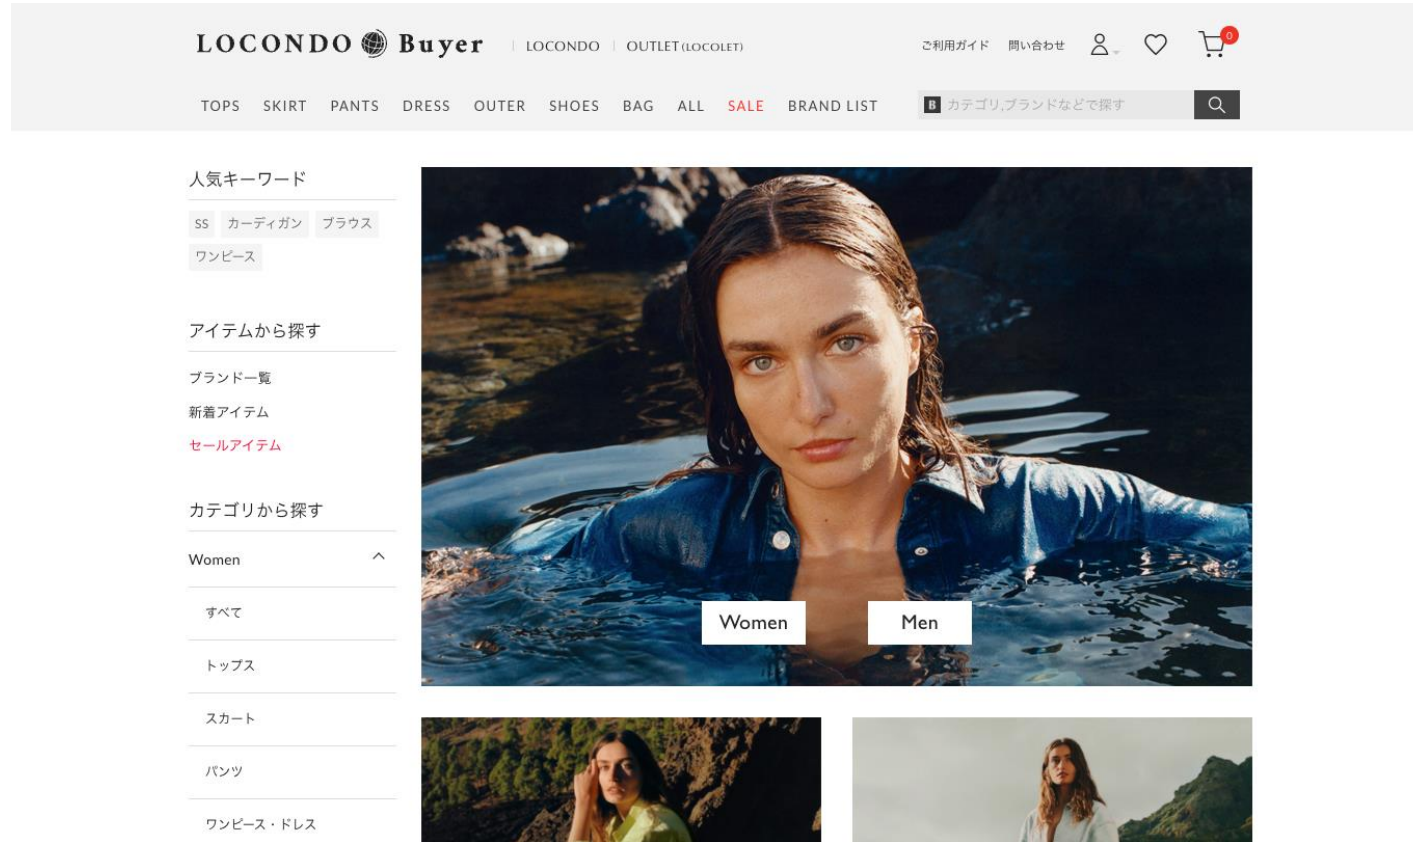 LOCONDO Buyer LOCONDO OUTLET(LOCOLET) ご利用ガイド 問い合わせ 0
TOPS SKIRT PANTS DRESS OUTER SHOES BAG ALL SALE BRAND LIST B カテゴリ,ブランドなどで探す
人気キーワード
SS カーディガン ブラウス
ワンピース
アイテムから探す
ブランド一覧
新着アイテム
セールアイテム
カテゴリから探す
Women
すべて
トップス
スカート
パンツ
ワンピース・ドレス
Women Men